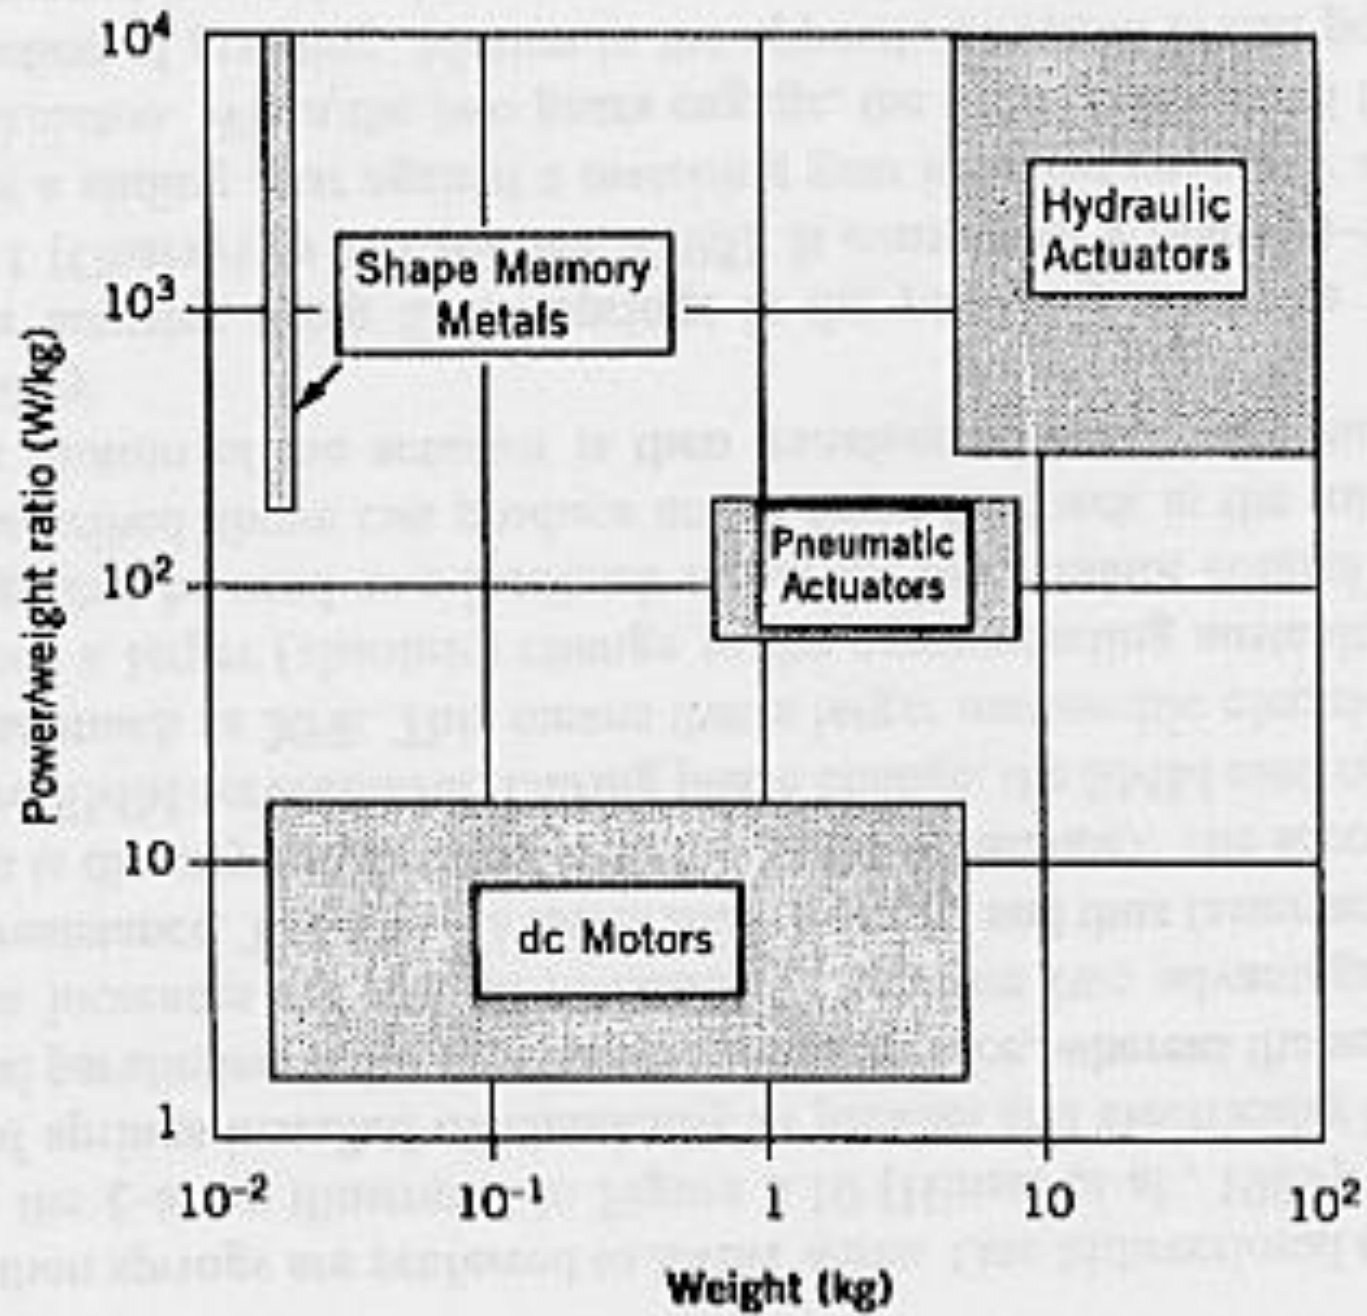 10⁴
Hydraulic
Actuators
Shape Memory
Metals
10³
Power/weight ratio (W/kg)
Pneumatic
Actuators
10²
10
dc Motors
1
10⁻²
10⁻¹
1
10
10²
Weight (kg)